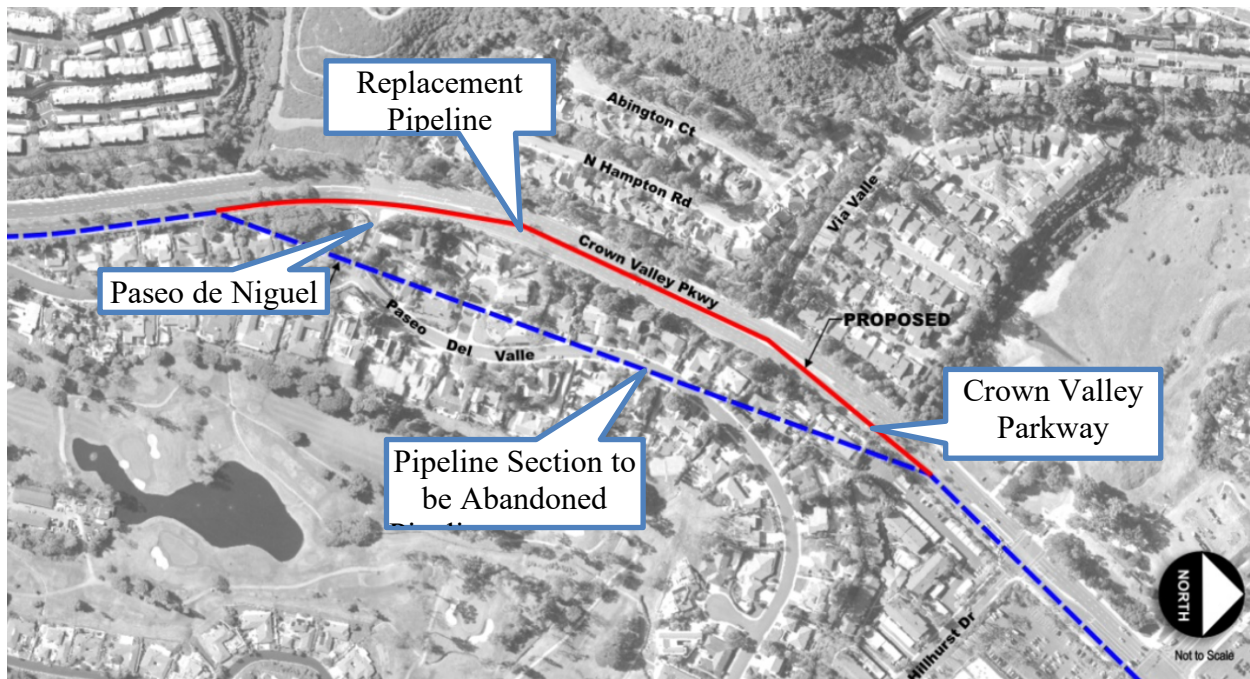 Replacement
Pipeline
Abington Ct
N Hampton Rd
Via Valle
Crown Valley Pkwy
Paseo de Niguel
Paseo Del Valle
PROPOSED
Crown Valley
Parkway
Pipeline Section to
be Abandoned
Hillhurst Dr
NORTH
Not to Scale